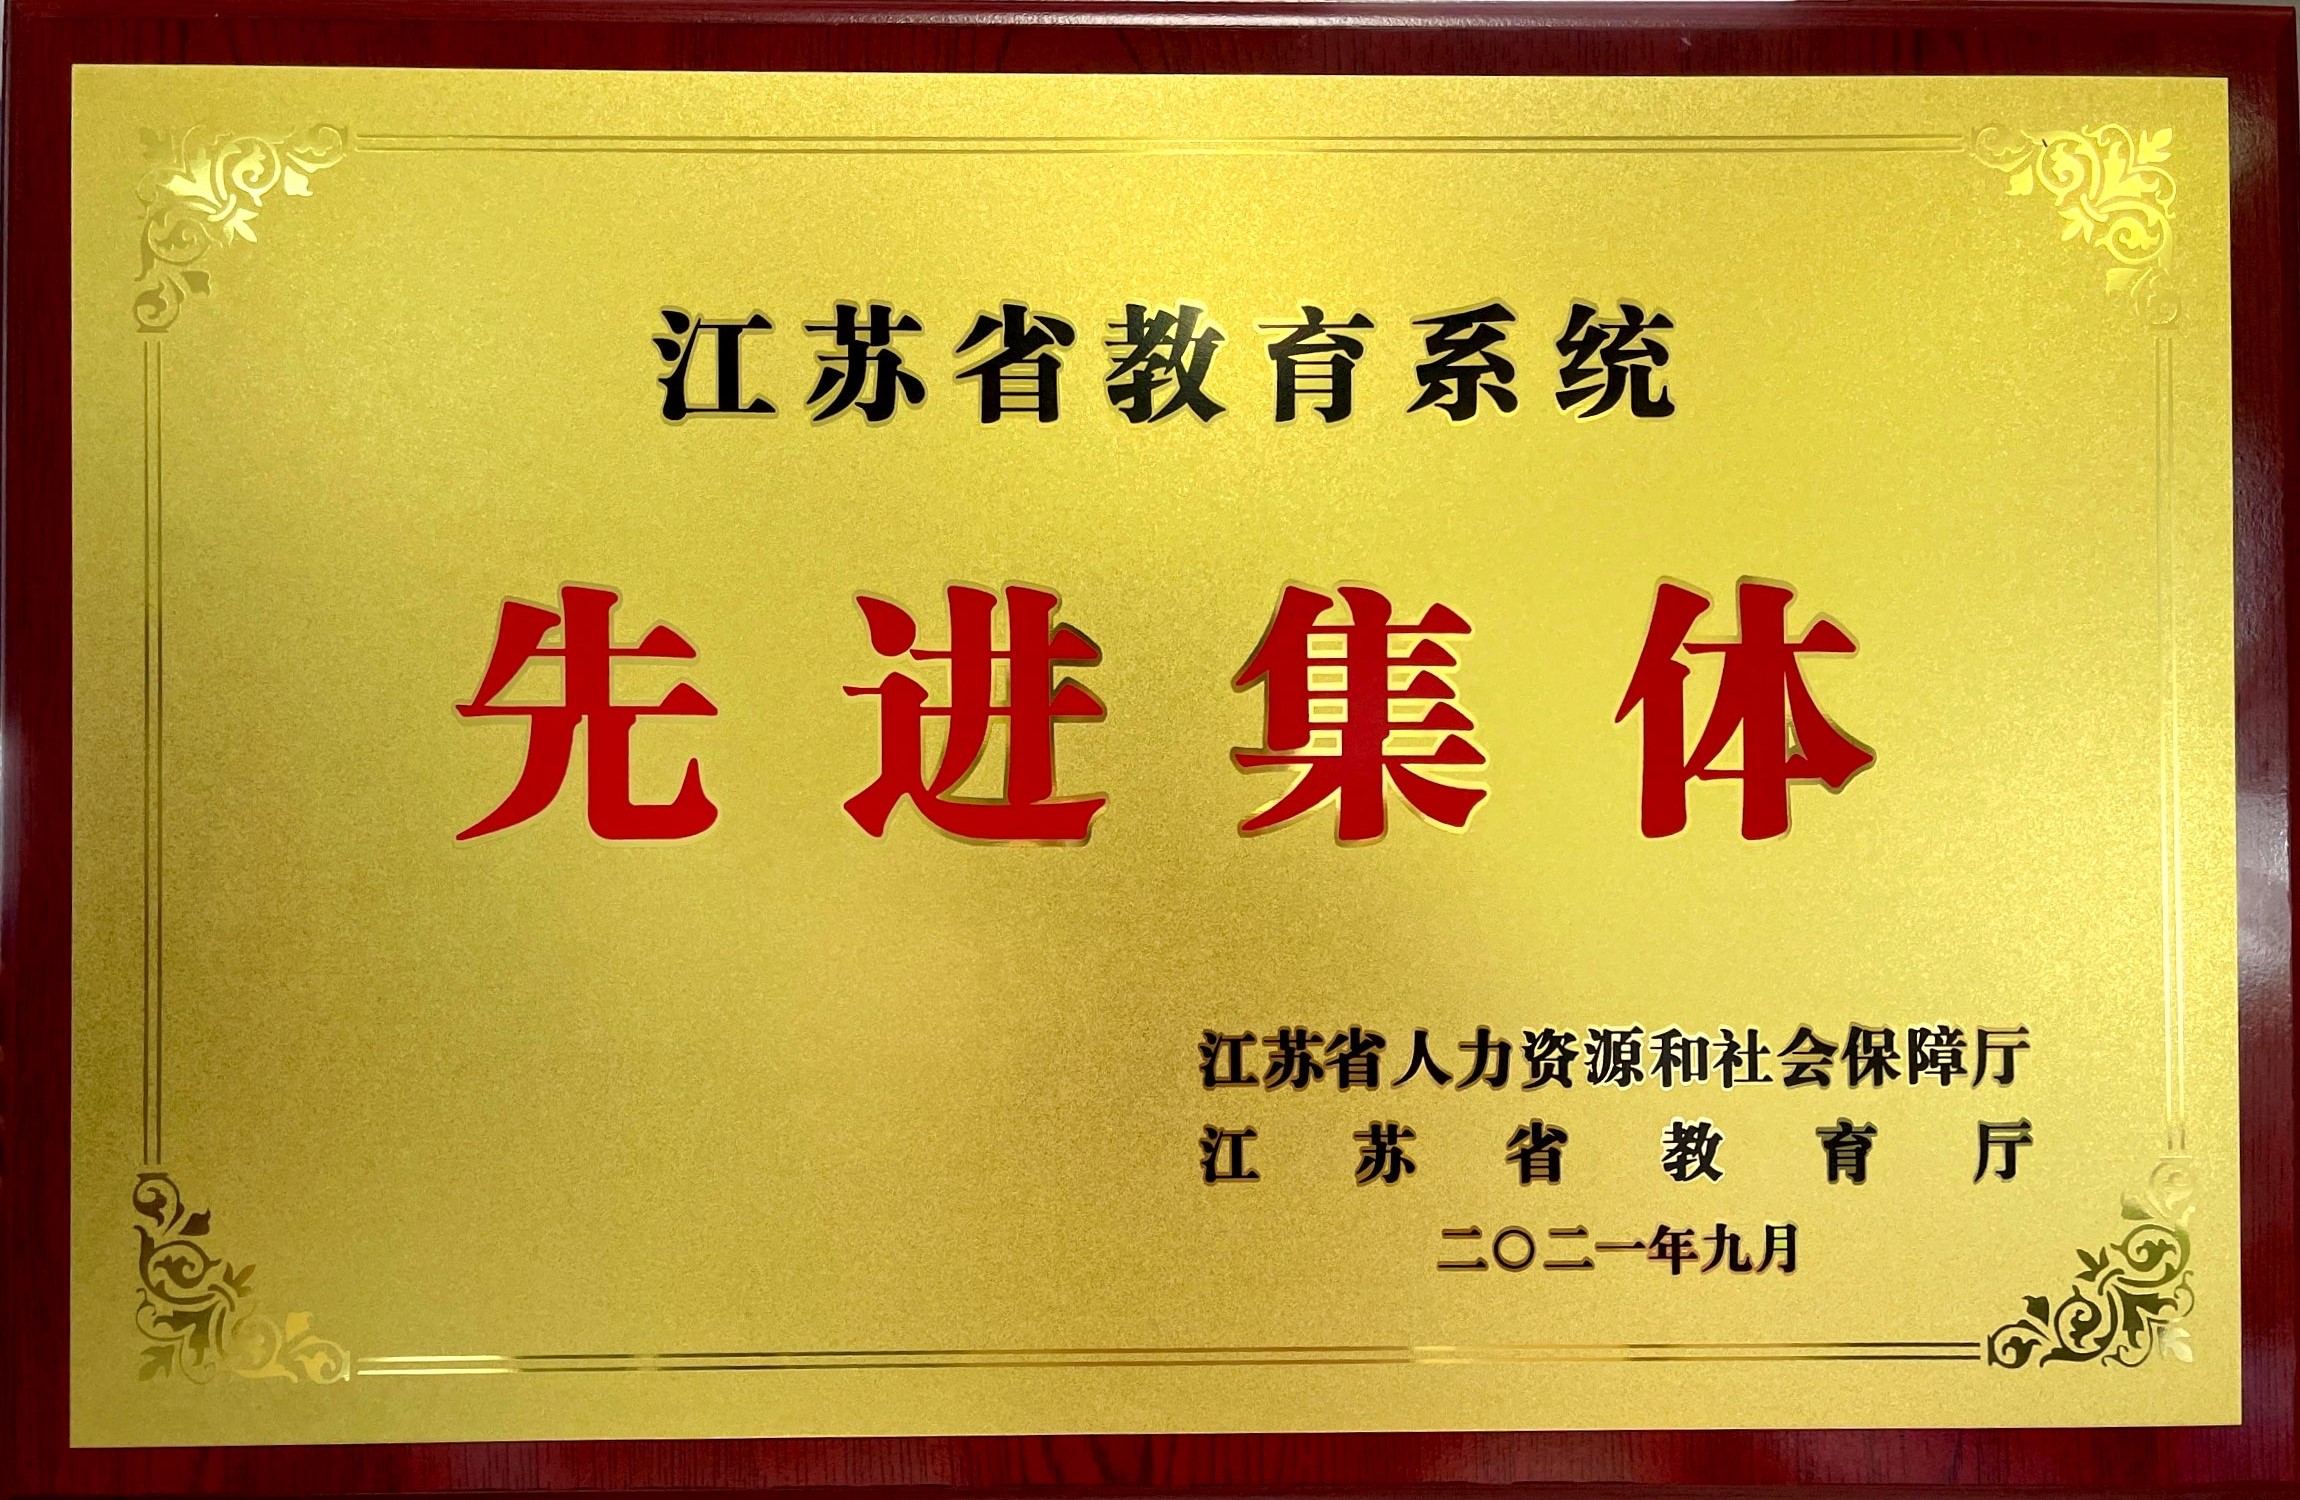 江苏省教育系统
先进集体
江苏省人力资源和社会保障厅
江苏省教育厅
二〇二一年九月